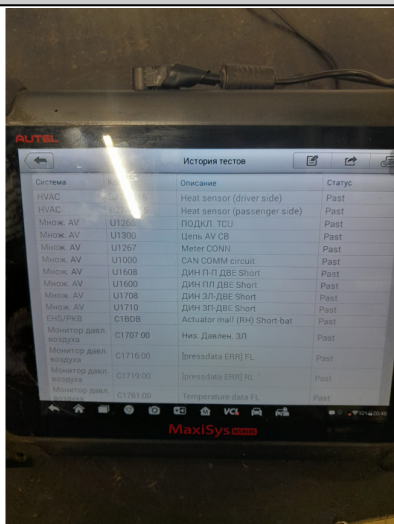 AUTEL
История тестов
Система Описание Статус
HVAC Heat sensor (driver side) Past
HVAC Heat sensor (passenger side) Past
Множ. AV ПОДКЛ. TCU Past
Множ. AV U1300 Цепь AV CB Past
Множ. AV U1267 Meter CONN. Past
Множ. AV U1000 CAN COMM circuit Past
Множ. AV U1608 ДИН П-П ДВЕ Short Past
Множ. AV U1600 ДИН ПЛ ДВЕ Short Past
Множ. AV U1708 ДИН ЗЛ-ДВЕ Short Past
Множ. AV U1710 ДИН ЗП-ДВЕ Short Past
EHS/PKB C1BDB Actuator mall (RH) Short-bat Past
Монитор давл. воздуха C1707:00 Низ. Давлен. ЗЛ Past
Монитор давл. воздуха C1716:00 [pressdata ERR] FL Past
Монитор давл. воздуха C1719:00 [pressdata ERR] RL Past
Монитор давл. воздуха C1761:00 Temperature data FL Past
VCI
MaxiSys